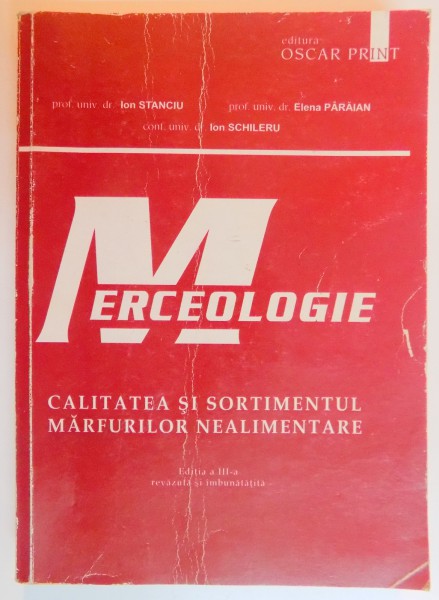 editura
OSCAR PRINT
prof. univ. dr. Ion STANCIU prof. univ. dr. Elena PÂRÂIAN
conf. univ. dr. Ion SCHILERU
MERCEOLOGIE
CALITATEA ŞI SORTIMENTUL
MĂRFURILOR NEALIMENTARE
Ediţia a III-a
revăzută şi îmbunătăţită